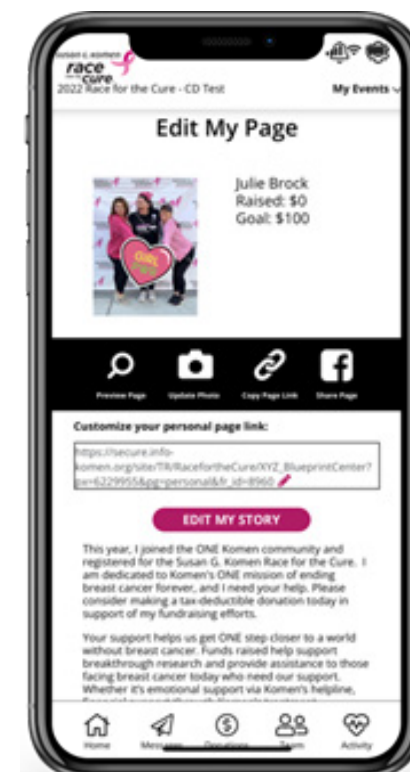 SUSAN G. KOMEN
race
FOR THE
cure.
2022 Race for the Cure - CD Test
My Events
Edit My Page
Julie Brock
Raised: $0
Goal: $100
GIRL
Preview Page
Update Photo
Copy Page Link
Share Page
Customize your personal page link:
https://secure.info-
komen.org/site/TR/RacefortheCure/XYZ_BlueprintCenter?
px=6229955&pg=personal&fr_id=8960
EDIT MY STORY
This year, I joined the ONE Komen community and
registered for the Susan G. Komen Race for the Cure. I
am dedicated to Komen's ONE mission of ending
breast cancer forever, and I need your help. Please
consider making a tax-deductible donation today in
support of my fundraising efforts.
Your support helps us get ONE step closer to a world
without breast cancer. Funds raised help support
breakthrough research and provide assistance to those
facing breast cancer today who need our support.
Whether it's emotional support via Komen's helpline,
Home
Messages
Donations
Team
Activity